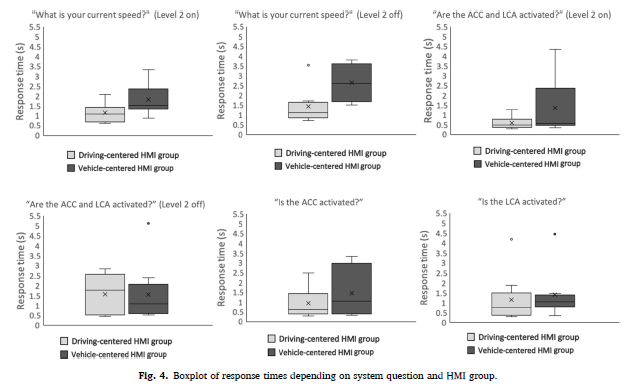 "What is your current speed?" (Level 2 on)
5.5
5
4.5
4
3.5
3
2.5
2
1.5
1
0.5
0
Response time (s)
Driving-centered HMI group
Vehicle-centered HMI group
"What is your current speed?" (Level 2 off)
5.5
5
4.5
4
3.5
3
2.5
2
1.5
1
0.5
0
Response time (s)
Driving-centered HMI group
Vehicle-centered HMI group
"Are the ACC and LCA activated?" (Level 2 on)
5.5
5
4.5
4
3.5
3
2.5
2
1.5
1
0.5
0
Response time (s)
Driving-centered HMI group
Vehicle-centered HMI group
"Are the ACC and LCA activated?" (Level 2 off)
5.5
5
4.5
4
3.5
3
2.5
2
1.5
1
0.5
0
Response time (s)
Driving-centered HMI group
Vehicle-centered HMI group
"Is the ACC activated?"
5.5
5
4.5
4
3.5
3
2.5
2
1.5
1
0.5
0
Response time (s)
Driving-centered HMI group
Vehicle-centered HMI group
"Is the LCA activated?"
5.5
5
4.5
4
3.5
3
2.5
2
1.5
1
0.5
0
Response time (s)
Driving-centered HMI group
Vehicle-centered HMI group
Fig. 4. Boxplot of response times depending on system question and HMI group.